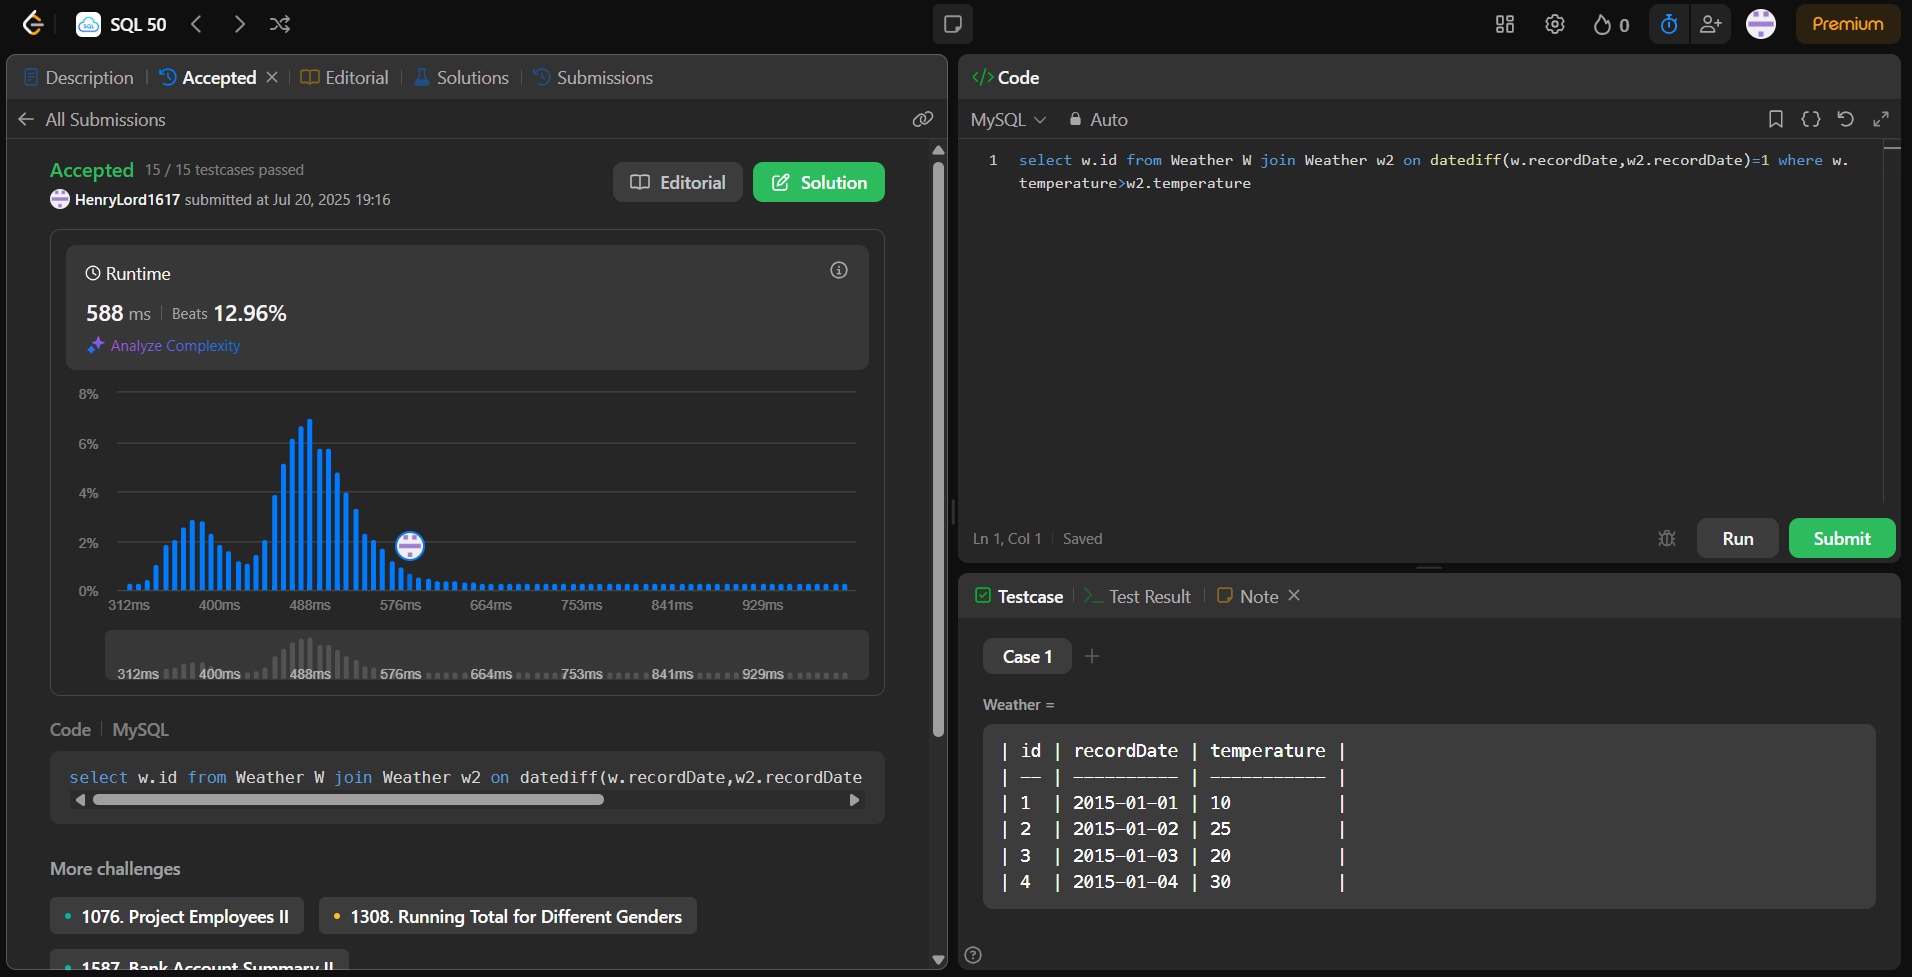 SQL 50
0
Premium
Description
Accepted
Editorial
Solutions
Submissions
All Submissions
Accepted 15 / 15 testcases passed
HenryLord1617 submitted at Jul 20, 2025 19:16
Editorial
Solution
Runtime
588 ms Beats 12.96%
Analyze Complexity
8%
6%
4%
2%
0%
312ms 400ms 488ms 576ms 664ms 753ms 841ms 929ms
312ms 400ms 488ms 576ms 664ms 753ms 841ms 929ms
Code MySQL
select w.id from Weather W join Weather w2 on datediff(w.recordDate,w2.recordDate
More challenges
1076. Project Employees II
1308. Running Total for Different Genders
1587. Bank Account Summary II
</> Code
MySQL Auto
1 select w.id from Weather W join Weather w2 on datediff(w.recordDate,w2.recordDate)=1 where w.
temperature>w2.temperature
Ln 1, Col 1 Saved
Run
Submit
Testcase
Test Result
Note
Case 1
Weather =
| id | recordDate | temperature |
| -- | ---------- | ----------- |
| 1 | 2015-01-01 | 10 |
| 2 | 2015-01-02 | 25 |
| 3 | 2015-01-03 | 20 |
| 4 | 2015-01-04 | 30 |